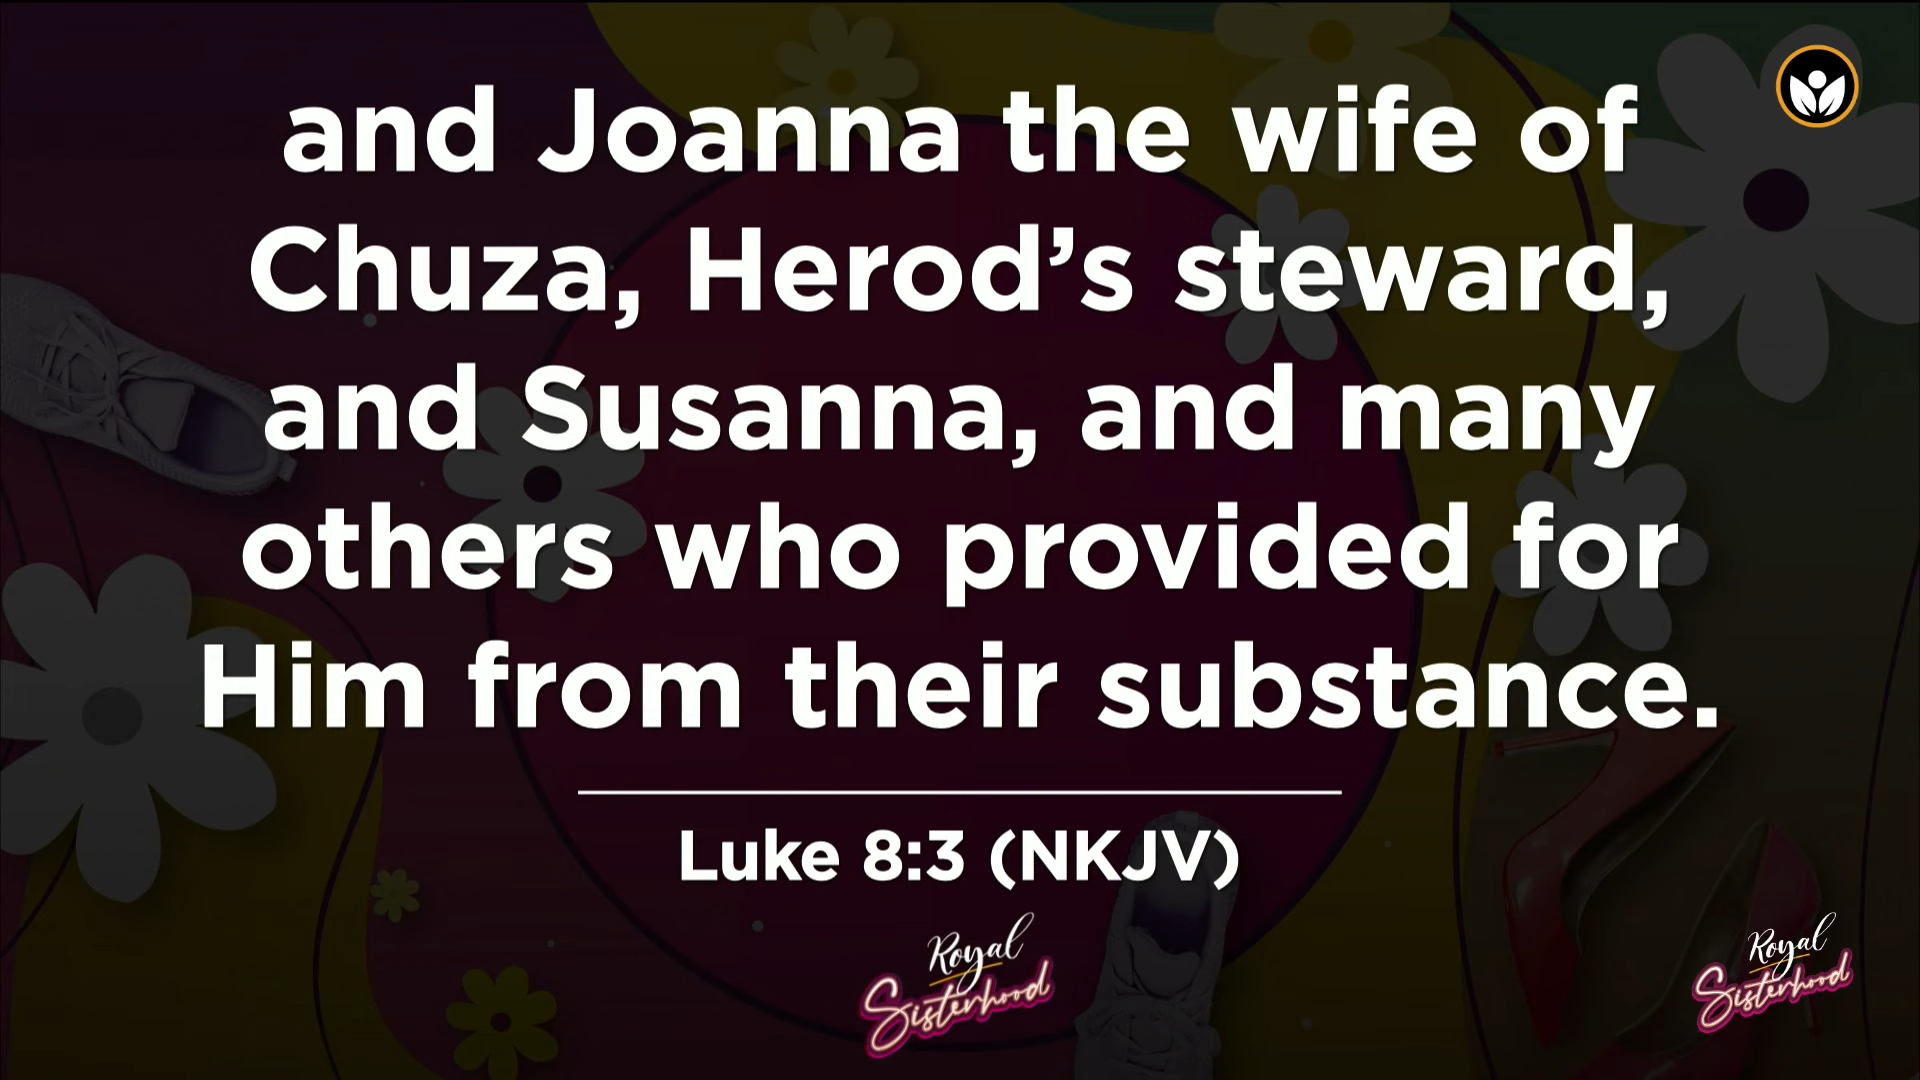 and Joanna the wife of
Chuza, Herod’s steward,
and Susanna, and many
others who provided for
Him from their substance.
Luke 8:3 (NKJV)
Royal
Sisterhood
Royal
Sisterhood